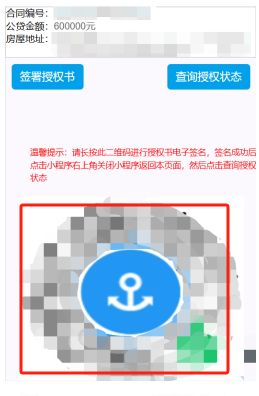 合同编号：
公贷金额：600000元
房屋地址：
签署授权书
查询授权状态
温馨提示：请长按此二维码进行授权书电子签名，签名成功后
点击小程序右上角关闭小程序返回本页面，然后点击查询授权
状态